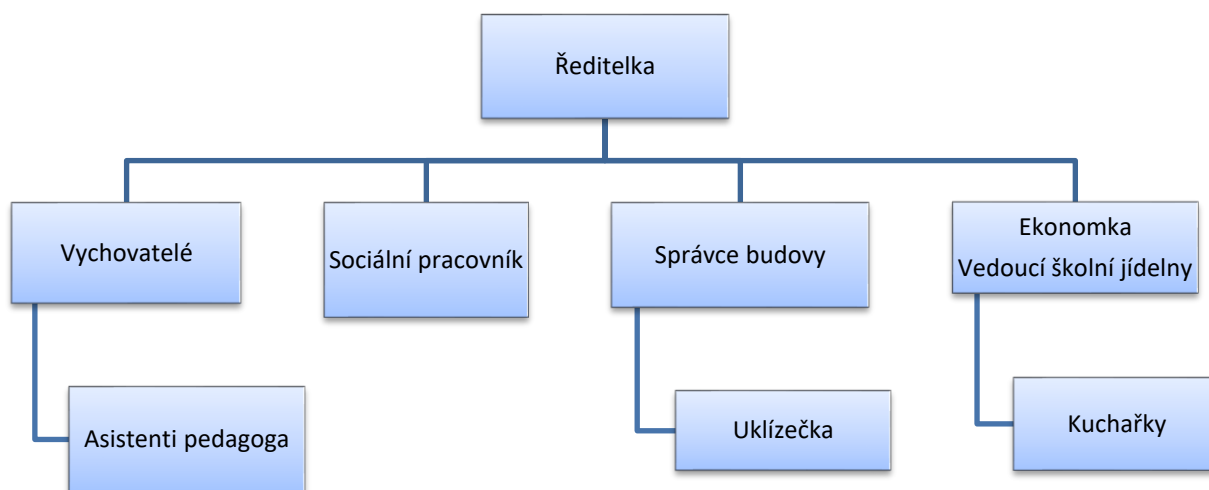 Ředitelka
Vychovatelé
Sociální pracovník
Správce budovy
Ekonomka
Vedoucí školní jídelny
Asistenti pedagoga
Uklízečka
Kuchařky